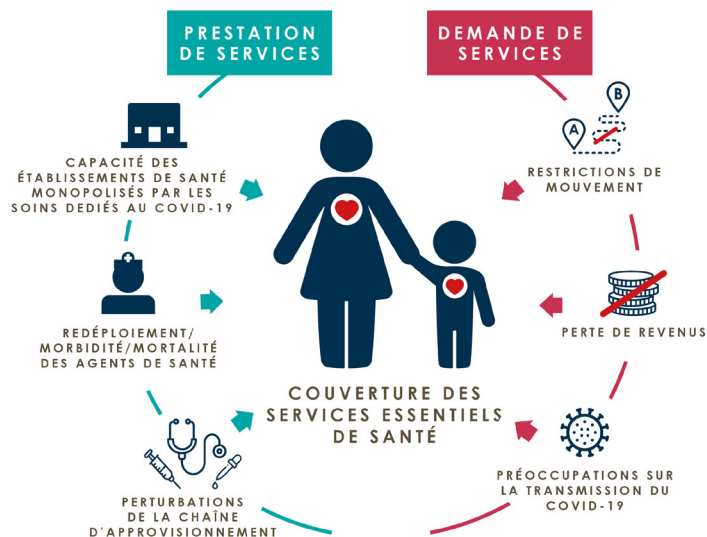 PRESTATION
DE SERVICES
CAPACITÉ DES
ÉTABLISSEMENTS DE SANTÉ
MONOPOLISÉS PAR LES
SOINS DEDIÉS AU COVID-19
REDÉPLOIEMENT/
MORBIDITÉ/MORTALITÉ
DES AGENTS DE SANTÉ
PERTURBATIONS
DE LA CHAÎNE
D'APPROVISIONNEMENT
COUVERTURE DES
SERVICES ESSENTIELS
DE SANTÉ
DEMANDE DE
SERVICES
B
A
RESTRICTIONS DE
MOUVEMENT
PERTE DE REVENUS
PRÉOCCUPATIONS SUR
LA TRANSMISSION DU
COVID-19